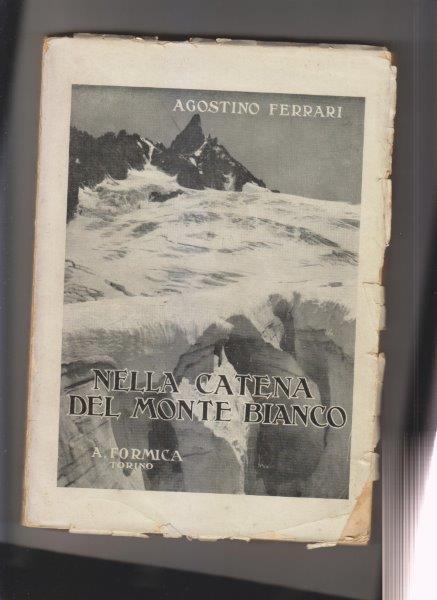 AGOSTINO FERRARI
NELLA CATENA
DEL MONTE BIANCO
A. FORMICA
TORINO